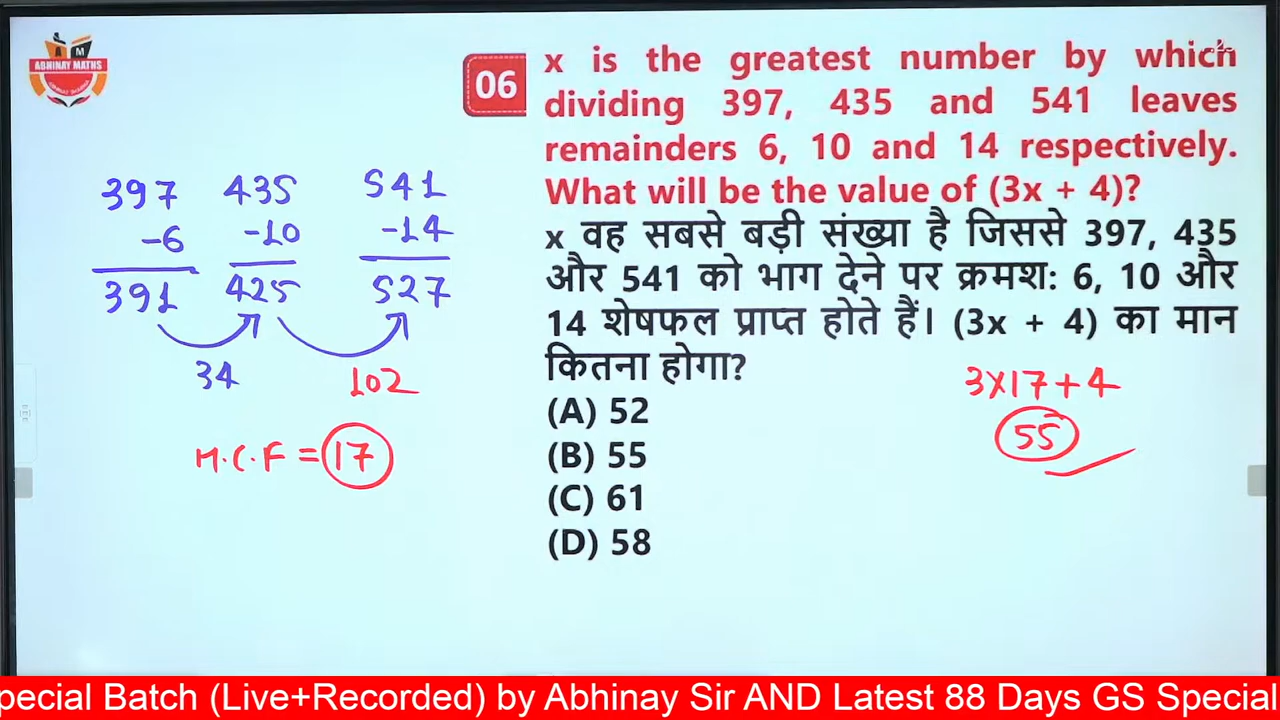 A M
ABHINAY MATHS
06
x is the greatest number by which
dividing 397, 435 and 541 leaves
remainders 6, 10 and 14 respectively.
What will be the value of (3x + 4)?
x वह सबसे बड़ी संख्या है जिससे 397, 435
और 541 को भाग देने पर क्रमश: 6, 10 और
14 शेषफल प्राप्त होते हैं। (3x + 4) का मान
कितना होगा?
(A) 52
(B) 55
(C) 61
(D) 58
397 435 541
-6 -10 -14
391 425 527
34 102
H.C.F = 17
3x17+4
55
pecial Batch (Live+Recorded) by Abhinay Sir AND Latest 88 Days GS Special